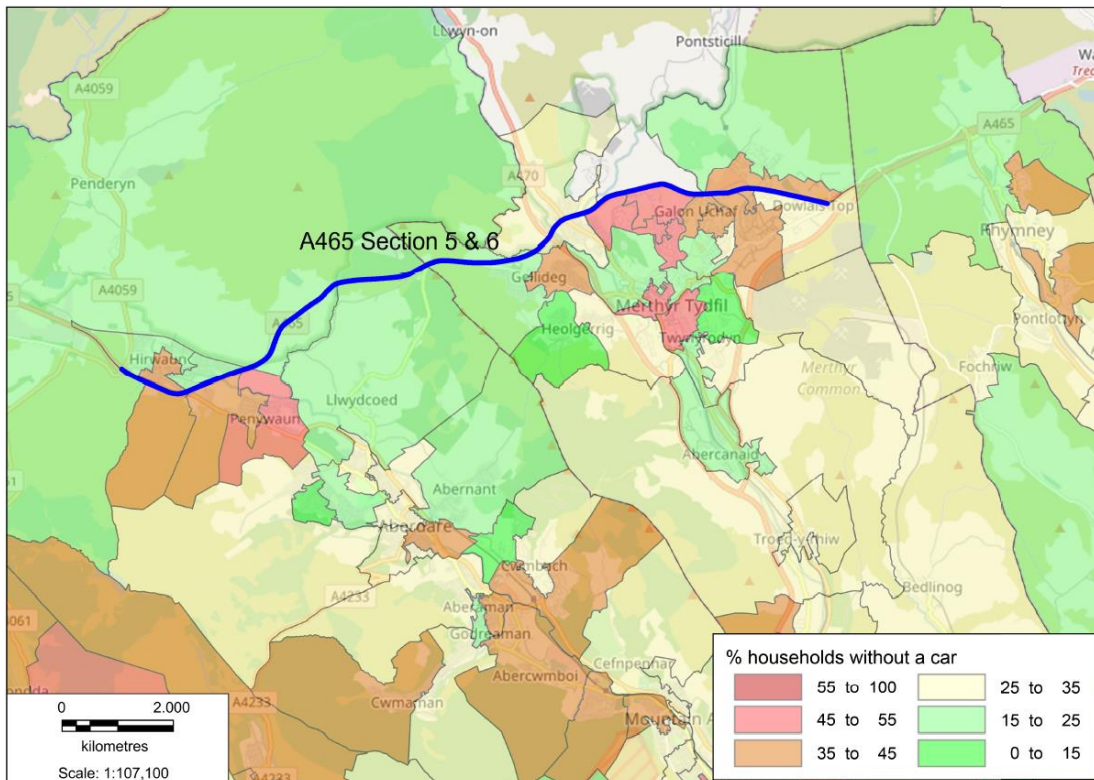 Llwyn-on
Pontsticill
A4059
A470
A465
Penderyn
Galon Uchaf
Dowlais Top
Rhymney
A465 Section 5 & 6
A4059
Gellideg
A465
Merthyr Tydfil
Pontlottyn
Heolgerrig
Twynyrodyn
Hirwaun
Merthyr
Common
Fochriw
Llwydcoed
Penywaun
Abercanaid
Abernant
Aberdare
Troed-y-rhiw
Cwmbach
Bedlinog
A4233
Aberaman
Godreaman
Cefnpennar
Abercwmboi
Cwmaman
A4233
Mountain A
% households without a car
55 to 100
45 to 55
35 to 45
25 to 35
15 to 25
0 to 15
0 2.000
kilometres
Scale: 1:107,100